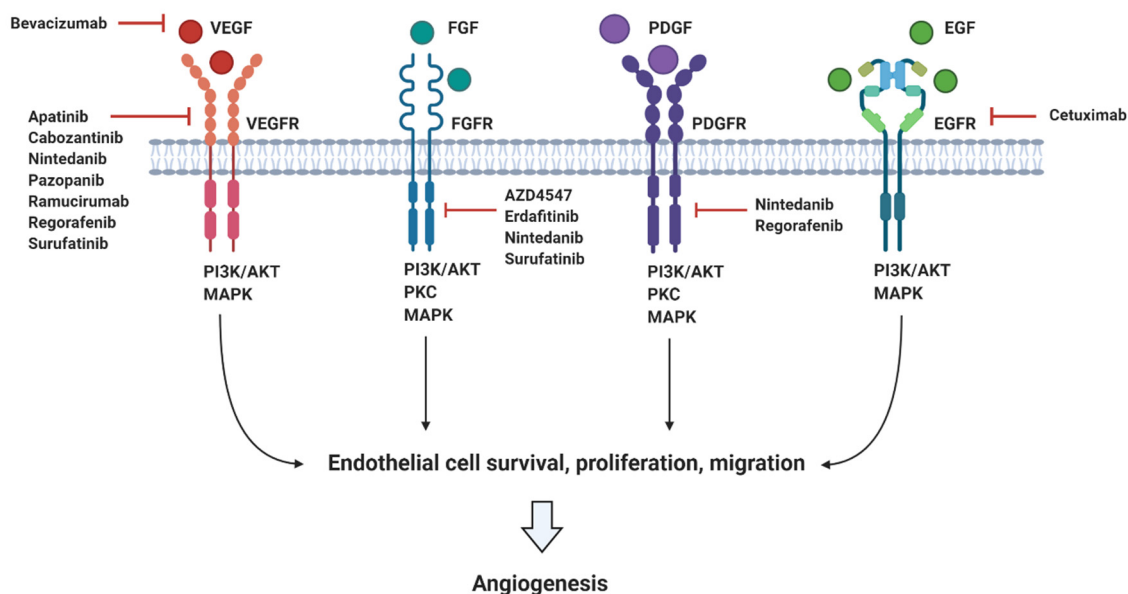 Bevacizumab
VEGF
FGF
PDGF
EGF
Apatinib
Cabozantinib
Nintedanib
Pazopanib
Ramucirumab
Regorafenib
Surufatinib
VEGFR
FGFR
PDGFR
EGFR
Cetuximab
AZD4547
Erdafitinib
Nintedanib
Surufatinib
Nintedanib
Regorafenib
PI3K/AKT
MAPK
PI3K/AKT
PKC
MAPK
PI3K/AKT
PKC
MAPK
PI3K/AKT
MAPK
Endothelial cell survival, proliferation, migration
Angiogenesis